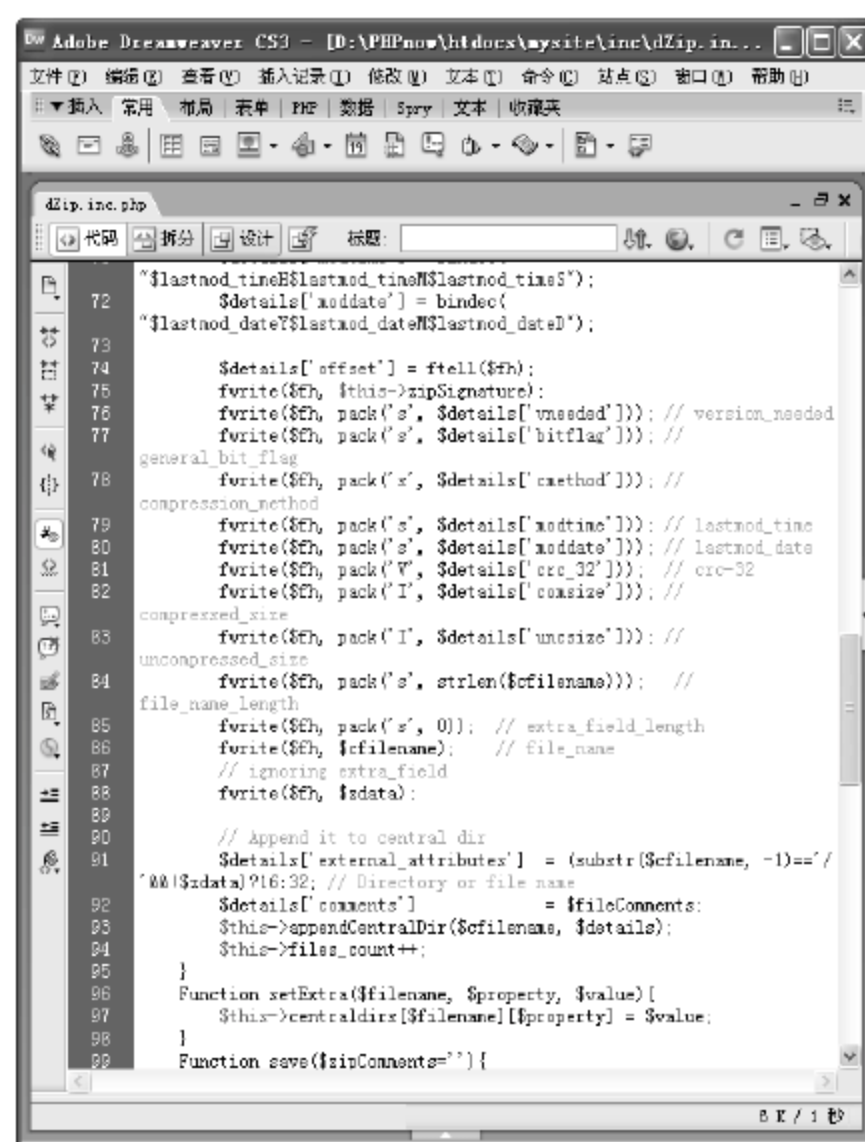 Adobe Dreamweaver CS3 - [D:\PHPnow\htdocs\mysite\inc\dZip.in...
文件(F) 编辑(E) 查看(V) 插入记录(I) 修改(M) 文本(T) 命令(C) 站点(S) 窗口(W) 帮助(H)
▼插入 常用 布局 表单 PHP 数据 Spry 文本 收藏夹
dZip.inc.php
代码 拆分 设计 标题:
"$lastmod_timeH$lastmod_timeM$lastmod_timeS");
72 $details['moddate'] = bindec(
"$lastmod_dateY$lastmod_dateM$lastmod_dateD");
73
74 $details['offset'] = ftell($fh);
75 fwrite($fh, $this->zipSignature);
76 fwrite($fh, pack('s', $details['vneeded'])); // version_needed
77 fwrite($fh, pack('s', $details['bitflag'])); //
general_bit_flag
78 fwrite($fh, pack('s', $details['cmethod'])); //
compression_method
79 fwrite($fh, pack('s', $details['modtime'])); // lastmod_time
80 fwrite($fh, pack('s', $details['moddate'])); // lastmod_date
81 fwrite($fh, pack('V', $details['crc_32'])); // crc-32
82 fwrite($fh, pack('I', $details['comsize'])); //
compressed_size
83 fwrite($fh, pack('I', $details['uncsize'])); //
uncompressed_size
84 fwrite($fh, pack('s', strlen($cfilename))); //
file_name_length
85 fwrite($fh, pack('s', 0)); // extra_field_length
86 fwrite($fh, $cfilename); // file_name
87 // ignoring extra_field
88 fwrite($fh, $zdata);
89
90 // Append it to central dir
91 $details['external_attributes'] = (substr($cfilename, -1)=='/
'&&!$zdata)?16:32; // Directory or file name
92 $details['comments'] = $fileComments;
93 $this->appendCentralDir($cfilename, $details);
94 $this->files_count++;
95 }
96 Function setExtra($filename, $property, $value){
97 $this->centraldirs[$filename][$property] = $value;
98 }
99 Function save($zipComments=''){
8 K / 1 秒